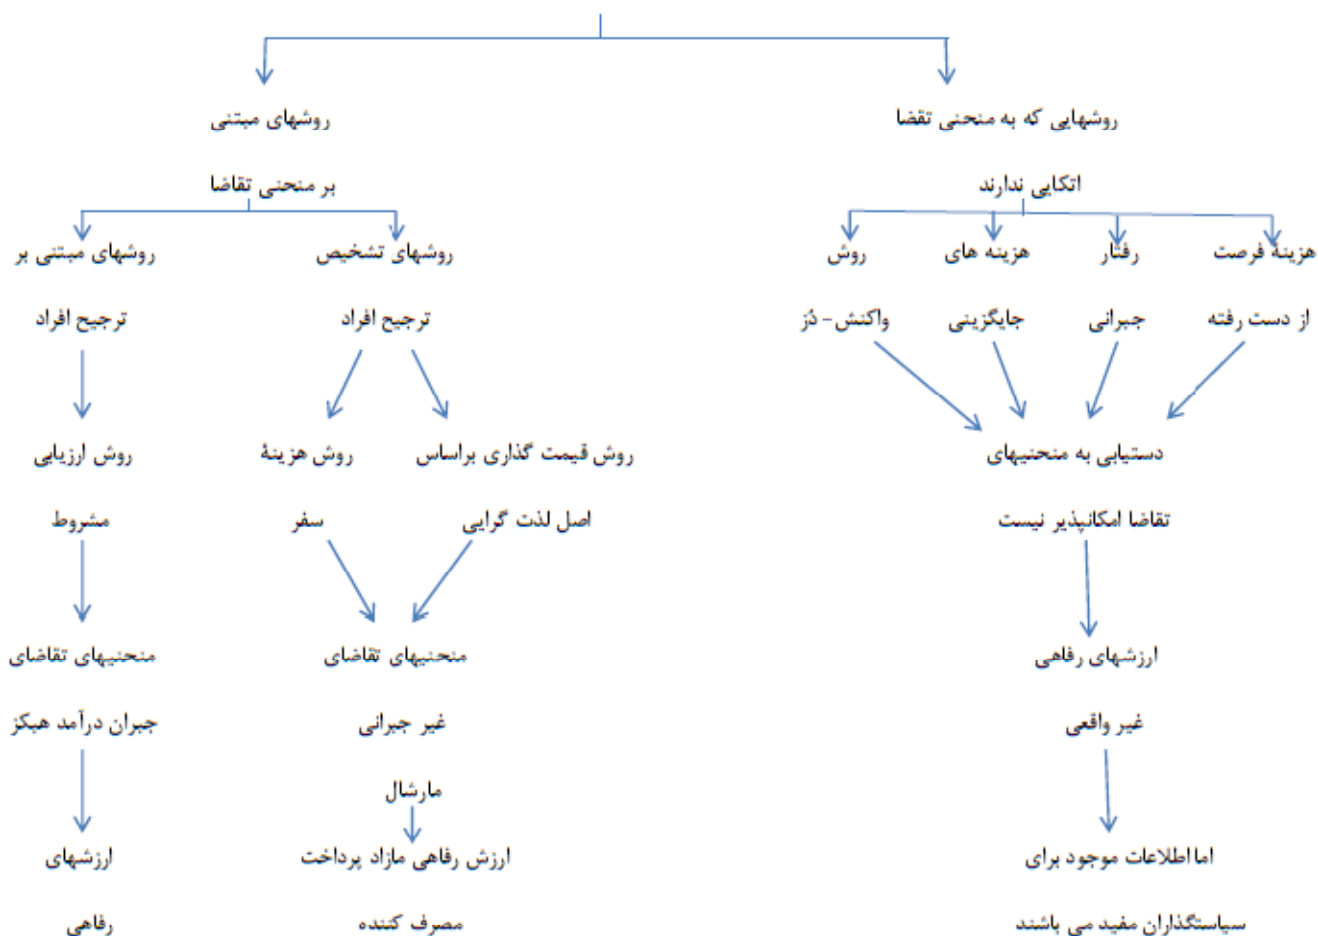 روشهایی که به منحنی تقضا
اتکایی ندارند
روشهای مبتنی
بر منحنی تقاضا
هزینهٔ فرصت
از دست رفته
رفتار
جبرانی
هزینه های
جایگزینی
روش
واکنش - دُز
روشهای تشخیص
ترجیح افراد
روشهای مبتنی بر
ترجیح افراد
دستیابی به منحنیهای
تقاضا امکانپذیر نیست
روش قیمت گذاری براساس
اصل لذت گرایی
روش هزینهٔ
سفر
روش ارزیابی
مشروط
ارزشهای رفاهی
غیر واقعی
منحنیهای تقاضای
غیر جبرانی
مارشال
منحنیهای تقاضای
جبران درآمد هیکز
اما اطلاعات موجود برای
سیاستگذاران مفید می باشند
ارزش رفاهی مازاد پرداخت
مصرف کننده
ارزشهای
رفاهی